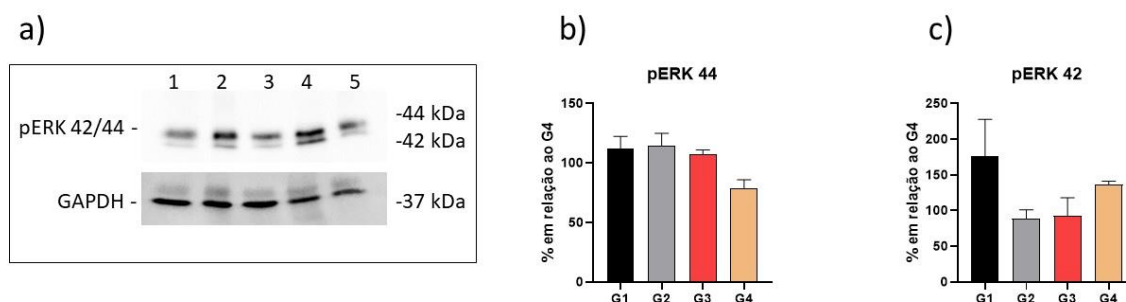 a)
1 2 3 4 5
pERK 42/44 -
-44 kDa
-42 kDa
GAPDH -
-37 kDa
b)
pERK 44
% em relação ao G4
150
100
50
0
G1 G2 G3 G4
c)
pERK 42
% em relação ao G4
250
200
150
100
50
0
G1 G2 G3 G4